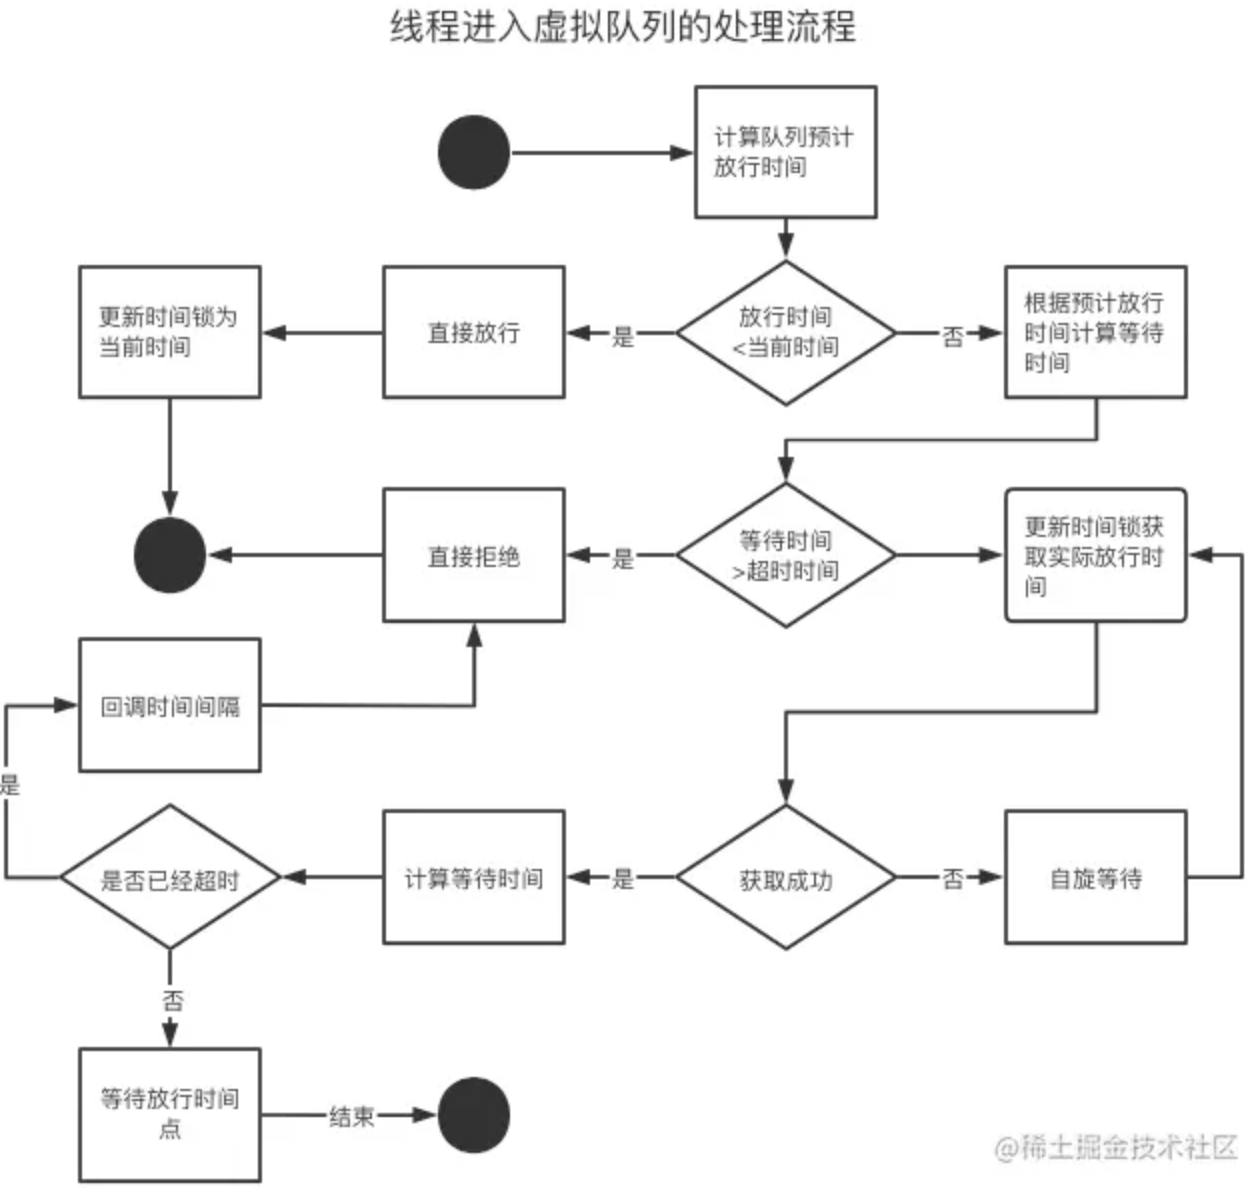 线程进入虚拟队列的处理流程
计算队列预计
放行时间
更新时间锁为
当前时间
直接放行
是
放行时间
<当前时间
否
根据预计放行
时间计算等待
时间
直接拒绝
是
等待时间
>超时时间
更新时间锁获
取实际放行时
间
回调时间间隔
是
是否已经超时
计算等待时间
是
获取成功
否
自旋等待
否
等待放行时间
点
结束
@稀土掘金技术社区